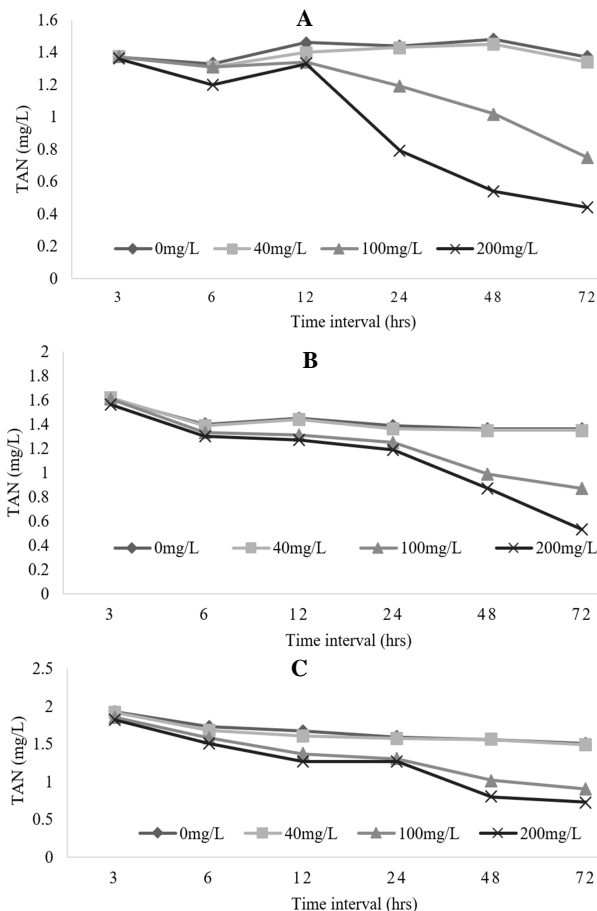 A
1.6
1.4
1.2
1
0.8
0.6
0.4
0.2
0
TAN (mg/L)
0mg/L 40mg/L 100mg/L 200mg/L
3 6 12 24 48 72
Time interval (hrs)
B
2
1.8
1.6
1.4
1.2
1
0.8
0.6
0.4
0.2
0
TAN (mg/L)
0mg/L 40mg/L 100mg/L 200mg/L
3 6 12 24 48 72
Time interval (hrs)
C
2.5
2
1.5
1
0.5
0
TAN (mg/L)
0mg/L 40mg/L 100mg/L 200mg/L
3 6 12 24 48 72
Time interval (hrs)